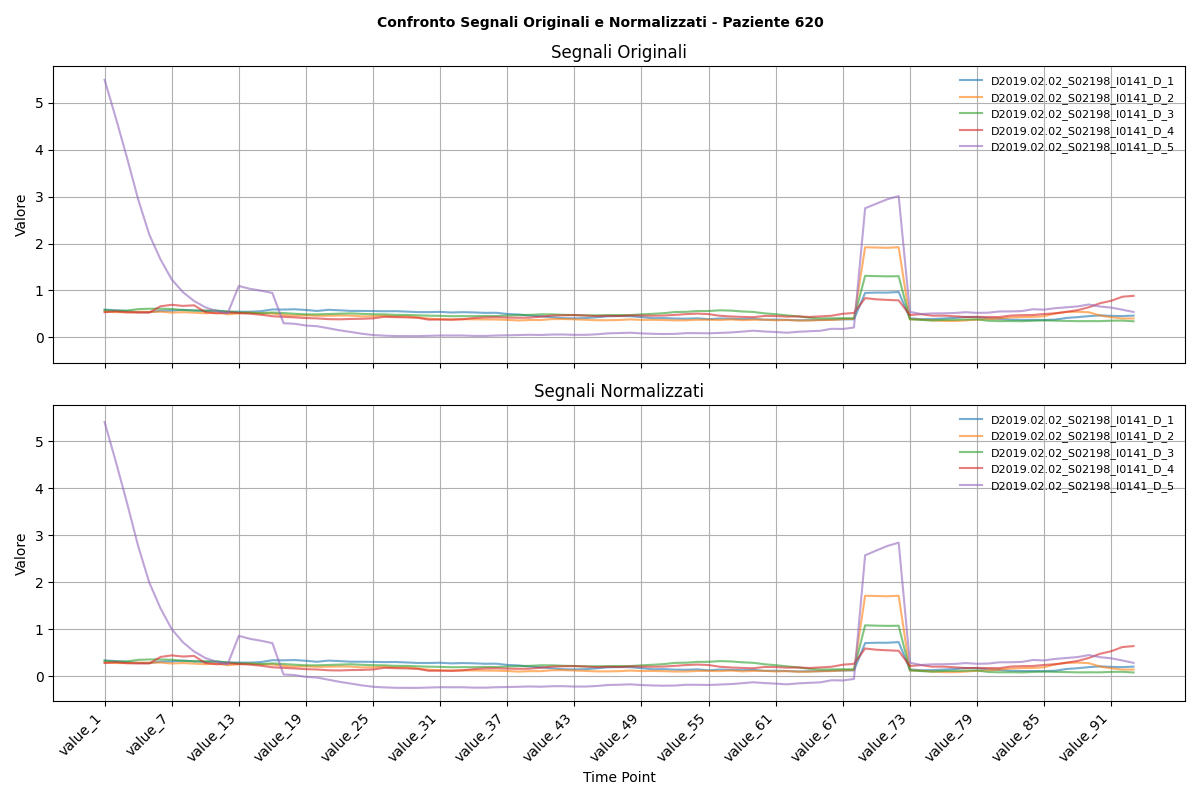 Confronto Segnali Originali e Normalizzati - Paziente 620
Segnali Originali
D2019.02.02_S02198_I0141_D_1
D2019.02.02_S02198_I0141_D_2
D2019.02.02_S02198_I0141_D_3
D2019.02.02_S02198_I0141_D_4
D2019.02.02_S02198_I0141_D_5
5
4
3
2
1
0
Valore
Segnali Normalizzati
D2019.02.02_S02198_I0141_D_1
D2019.02.02_S02198_I0141_D_2
D2019.02.02_S02198_I0141_D_3
D2019.02.02_S02198_I0141_D_4
D2019.02.02_S02198_I0141_D_5
5
4
3
2
1
0
Valore
value_1
value_7
value_13
value_19
value_25
value_31
value_37
value_43
value_49
value_55
value_61
value_67
value_73
value_79
value_85
value_91
Time Point